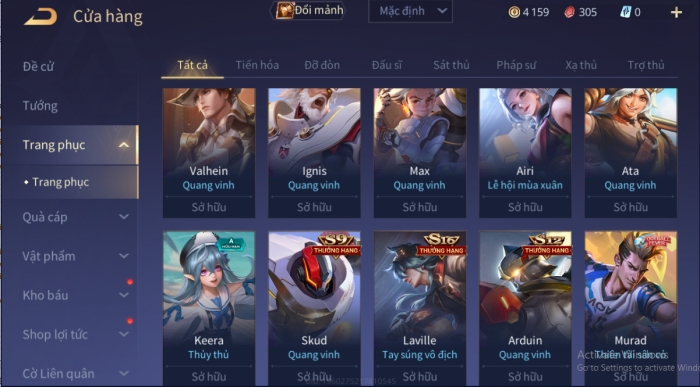 Cửa hàng
Đổi mảnh
Mặc định
4 159
305
0
Đề cử
Tướng
Trang phục
Trang phục
Quà cáp
Vật phẩm
Kho báu
Shop lợi tức
Cờ Liên quân
Tất cả
Tiến hóa
Đỡ đòn
Đấu sĩ
Sát thủ
Pháp sư
Xạ thủ
Trợ thủ
Valhein
Quang vinh
Sở hữu
Ignis
Quang vinh
Sở hữu
Max
Quang vinh
Sở hữu
Airi
Lễ hội mùa xuân
Sở hữu
Ata
Quang vinh
Sở hữu
A
Keera
Thủy thủ
Sở hữu
S9
THƯỞNG HẠNG
Skud
Quang vinh
Sở hữu
S16
THƯỞNG HẠNG
Laville
Tay súng vô địch
Sở hữu
S12
THƯỞNG HẠNG
Arduin
Quang vinh
Sở hữu
Murad
Thiên tài sân cỏ
Sở hữu
Activate Windows
Go to Settings to activate Wind